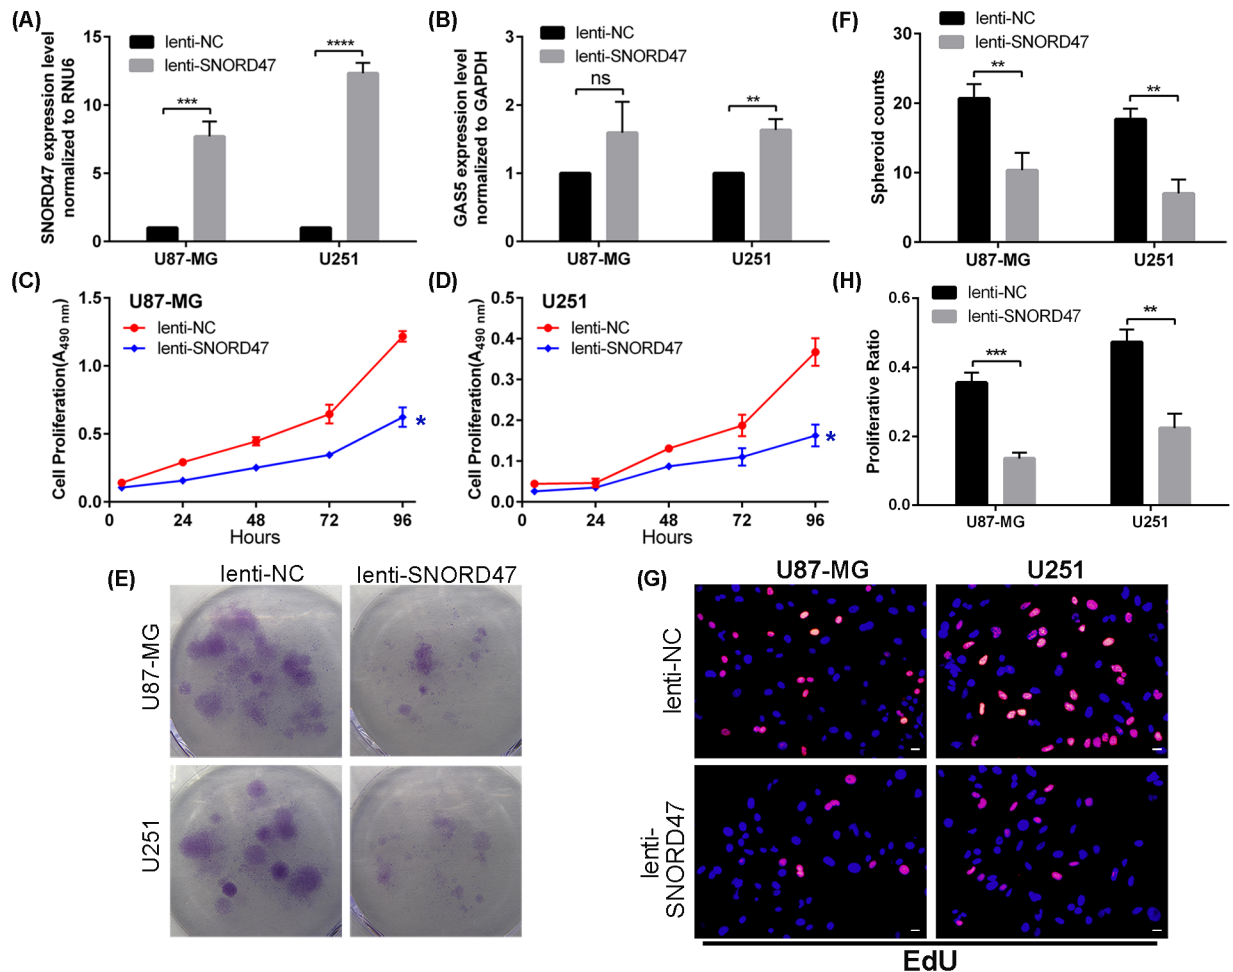 (A)
SNORD47 expression level
normalized to RNU6
15
10
5
0
lenti-NC
lenti-SNORD47
***
****
U87-MG
U251
(B)
GAS5 expression level
normalized to GAPDH
3
2
1
0
lenti-NC
lenti-SNORD47
ns
**
U87-MG
U251
(F)
Spheroid counts
30
20
10
0
lenti-NC
lenti-SNORD47
**
**
U87-MG
U251
(C)
Cell Proliferation(A490 nm)
1.5
1.0
0.5
0.0
U87-MG
lenti-NC
lenti-SNORD47
*
0
24
48
72
96
Hours
(D)
Cell Proliferation(A490 nm)
0.5
0.4
0.3
0.2
0.1
0.0
U251
lenti-NC
lenti-SNORD47
*
0
24
48
72
96
Hours
(H)
Proliferative Ratio
0.6
0.4
0.2
0.0
lenti-NC
lenti-SNORD47
***
**
U87-MG
U251
(E)
lenti-NC
lenti-SNORD47
U87-MG
U251
(G)
U87-MG
U251
lenti-NC
lenti-
SNORD47
EdU